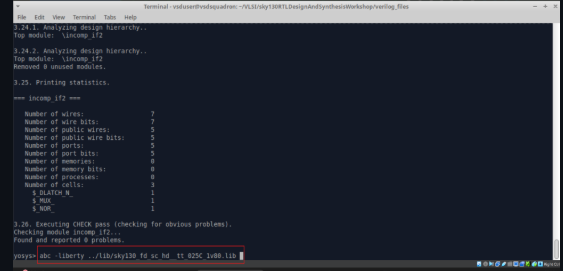 Terminal - vsduser@vsdsquadron: ~/VLSI/sky130RTLDesignAndSynthesisWorkshop/verilog_files
File Edit View Terminal Tabs Help
3.24.1. Analyzing design hierarchy..
Top module: \incomp_if2
3.24.2. Analyzing design hierarchy..
Top module: \incomp_if2
Removed 0 unused modules.
3.25. Printing statistics.
=== incomp_if2 ===
Number of wires: 7
Number of wire bits: 7
Number of public wires: 5
Number of public wire bits: 5
Number of ports: 5
Number of port bits: 5
Number of memories: 0
Number of memory bits: 0
Number of processes: 0
Number of cells: 3
$_DLATCH_N_ 1
$_MUX_ 1
$_NOR_ 1
3.26. Executing CHECK pass (checking for obvious problems).
Checking module incomp_if2...
Found and reported 0 problems.
yosys> abc -liberty ../lib/sky130_fd_sc_hd__tt_025C_1v80.lib